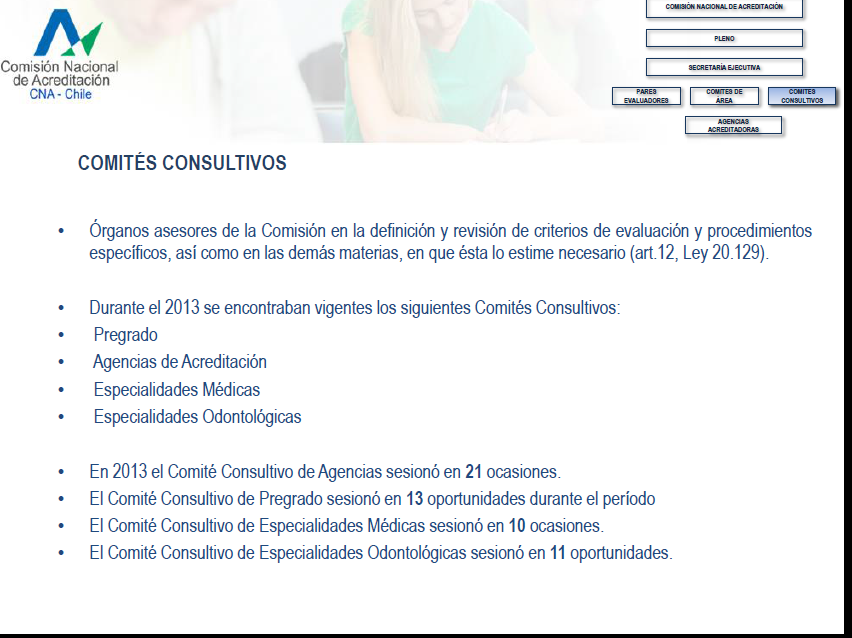 Comisión Nacional
de Acreditación
CNA - Chile
COMISIÓN NACIONAL DE ACREDITACIÓN
PLENO
SECRETARÍA EJECUTIVA
PARES
EVALUADORES
COMITES DE
ÁREA
COMITES
CONSULTIVOS
AGENCIAS
ACREDITADORAS
COMITÉS CONSULTIVOS
• Órganos asesores de la Comisión en la definición y revisión de criterios de evaluación y procedimientos
específicos, así como en las demás materias, en que ésta lo estime necesario (art.12, Ley 20.129).
• Durante el 2013 se encontraban vigentes los siguientes Comités Consultivos:
• Pregrado
• Agencias de Acreditación
• Especialidades Médicas
• Especialidades Odontológicas
• En 2013 el Comité Consultivo de Agencias sesionó en 21 ocasiones.
• El Comité Consultivo de Pregrado sesionó en 13 oportunidades durante el período
• El Comité Consultivo de Especialidades Médicas sesionó en 10 ocasiones.
• El Comité Consultivo de Especialidades Odontológicas sesionó en 11 oportunidades.